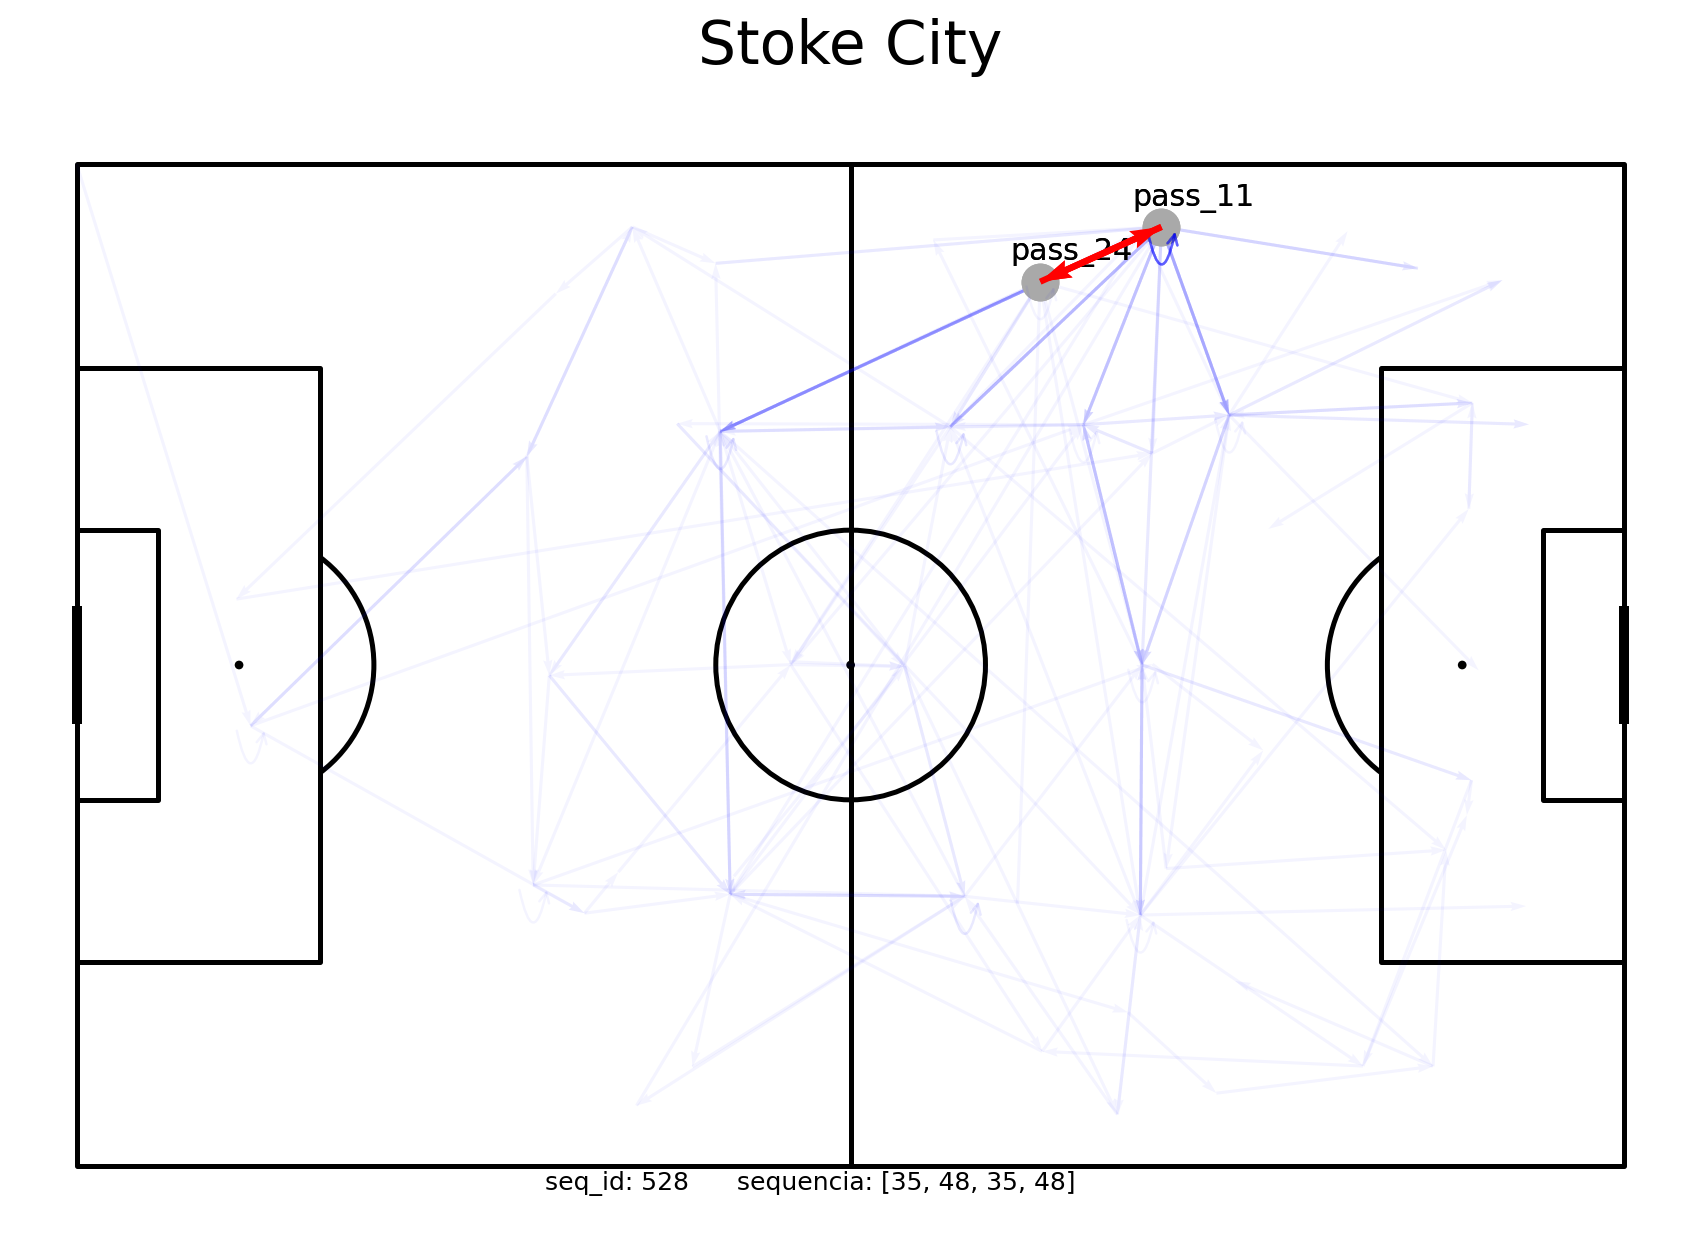 Stoke City
pass_11
pass_24
seq_id: 528 sequencia: [35, 48, 35, 48]